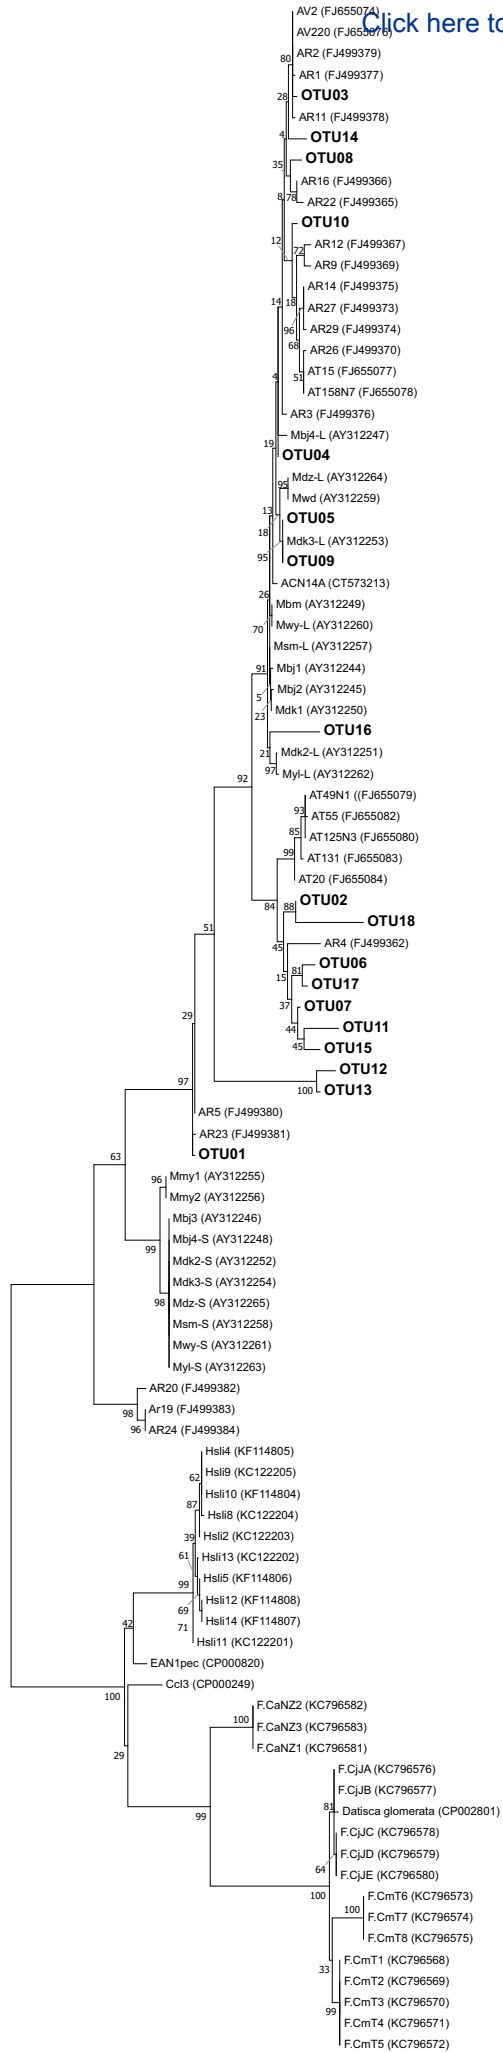 AV2 (FJ655074)
Click here to
AV220 (FJ655076)
AR2 (FJ499379)
80
AR1 (FJ499377)
28
OTU03
AR11 (FJ499378)
4
OTU14
35
OTU08
AR16 (FJ499366)
8
78
AR22 (FJ499365)
OTU10
12
72
AR12 (FJ499367)
AR9 (FJ499369)
AR14 (FJ499375)
14
18
AR27 (FJ499373)
96
AR29 (FJ499374)
68
AR26 (FJ499370)
4
51
AT15 (FJ655077)
AT158N7 (FJ655078)
AR3 (FJ499376)
19
Mbj4-L (AY312247)
OTU04
95
Mdz-L (AY312264)
Mwd (AY312259)
13
OTU05
18
Mdk3-L (AY312253)
95
OTU09
ACN14A (CT573213)
26
Mbm (AY312249)
70
Mwy-L (AY312260)
Msm-L (AY312257)
91
Mbj1 (AY312244)
5
Mbj2 (AY312245)
23
Mdk1 (AY312250)
OTU16
21
Mdk2-L (AY312251)
97
Myl-L (AY312262)
92
AT49N1 ((FJ655079)
93
AT55 (FJ655082)
85
AT125N3 (FJ655080)
99
AT131 (FJ655083)
AT20 (FJ655084)
84
88
OTU02
OTU18
51
45
AR4 (FJ499362)
OTU06
15
81
OTU17
37
OTU07
29
44
OTU11
45
OTU15
OTU12
97
100
OTU13
AR5 (FJ499380)
AR23 (FJ499381)
63
OTU01
96
Mmy1 (AY312255)
Mmy2 (AY312256)
Mbj3 (AY312246)
99
Mbj4-S (AY312248)
Mdk2-S (AY312252)
Mdk3-S (AY312254)
98
Mdz-S (AY312265)
Msm-S (AY312258)
Mwy-S (AY312261)
Myl-S (AY312263)
AR20 (FJ499382)
98
Ar19 (FJ499383)
96
AR24 (FJ499384)
Hsli4 (KF114805)
62
Hsli9 (KC122205)
Hsli10 (KF114804)
87
Hsli8 (KC122204)
39
Hsli2 (KC122203)
61
Hsli13 (KC122202)
99
Hsli5 (KF114806)
69
Hsli12 (KF114808)
71
Hsli14 (KF114807)
42
Hsli11 (KC122201)
EAN1pec (CP000820)
100
CcI3 (CP000249)
29
F.CaNZ2 (KC796582)
100
F.CaNZ3 (KC796583)
F.CaNZ1 (KC796581)
99
F.CjJA (KC796576)
F.CjJB (KC796577)
81
Datisca glomerata (CP002801)
F.CjJC (KC796578)
F.CjJD (KC796579)
64
F.CjJE (KC796580)
100
F.CmT6 (KC796573)
100
F.CmT7 (KC796574)
F.CmT8 (KC796575)
33
F.CmT1 (KC796568)
F.CmT2 (KC796569)
99
F.CmT3 (KC796570)
F.CmT4 (KC796571)
F.CmT5 (KC796572)